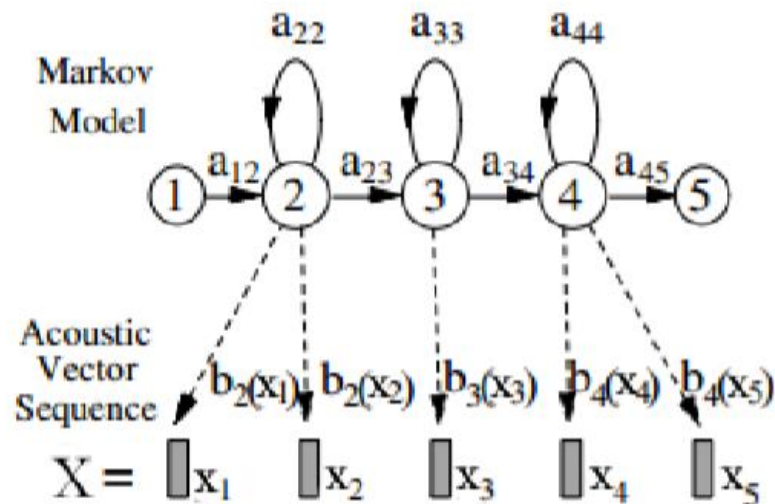 a₂₂ a₃₃ a₄₄
Markov
Model
a₁₂ a₂₃ a₃₄ a₄₅
1 2 3 4 5
Acoustic
Vector
Sequence
b₂(x₁) b₂(x₂) b₃(x₃) b₄(x₄) b₄(x₅)
X = x₁ x₂ x₃ x₄ x₅